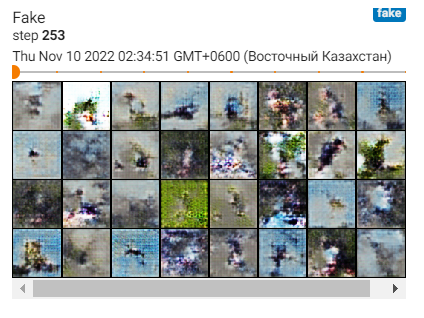 Fake
fake
step 253
Thu Nov 10 2022 02:34:51 GMT+0600 (Восточный Казахстан)